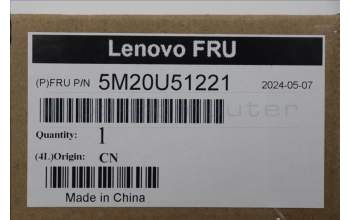 Lenovo FRU
(P)FRU P/N 5M20U51221 2024-05-07
Quantity: 1
(4L)Origin: CN
Made in China